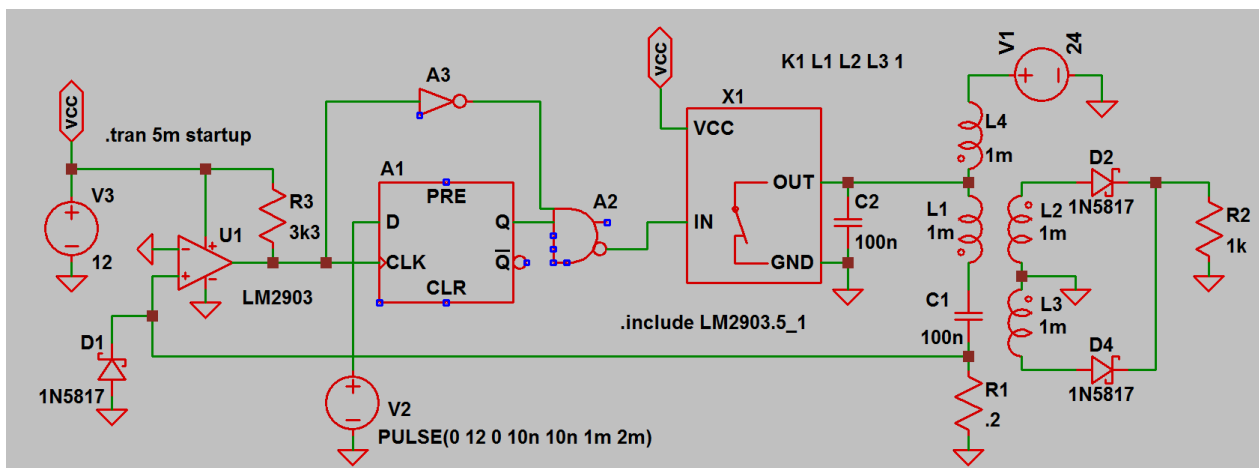 VCC
.tran 5m startup
V3
12
R3
3k3
U1
LM2903
D1
1N5817
A3
A1
PRE
D
Q
CLK
Q
CLR
A2
V2
PULSE(0 12 0 10n 10n 1m 2m)
VCC
X1
VCC
OUT
IN
GND
.include LM2903.5_1
K1 L1 L2 L3 1
C2
100n
V1
24
L4
1m
L1
1m
C1
100n
R1
.2
L2
1m
L3
1m
D2
1N5817
D4
1N5817
R2
1k